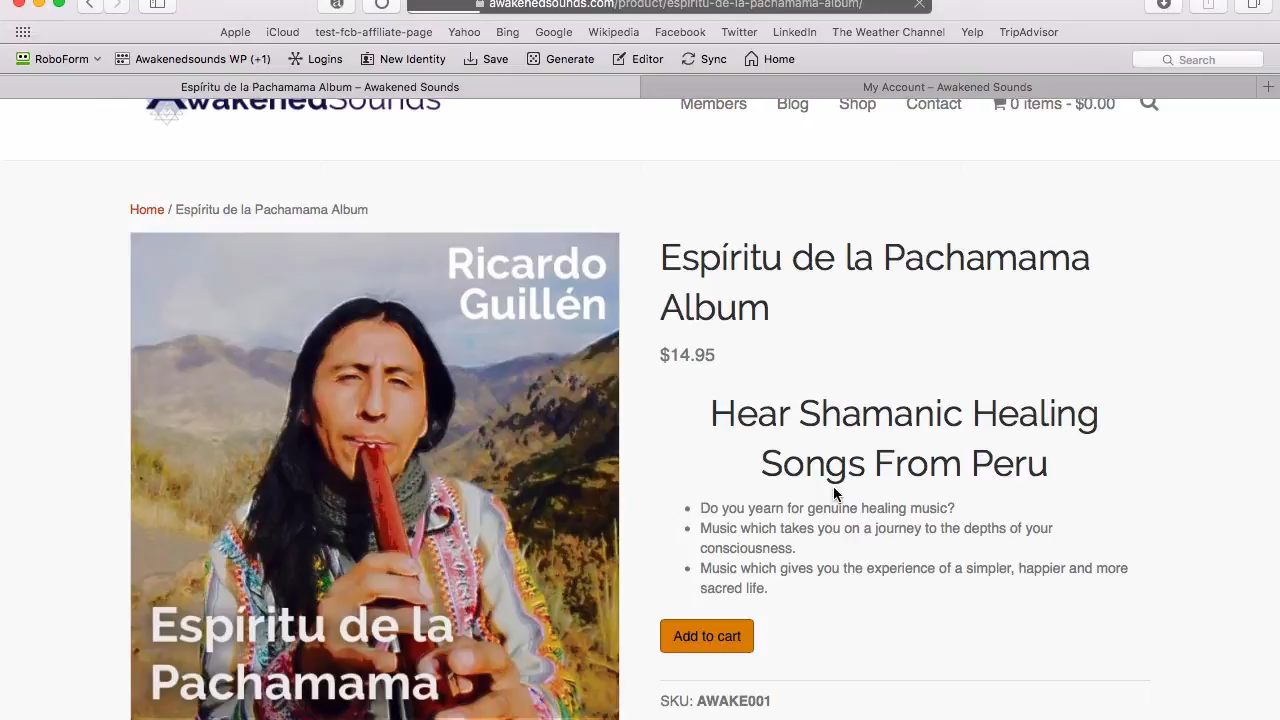 awakenedsounds.com/product/espiritu-de-la-pachamama-album/
Apple iCloud test-fcb-affiliate-page Yahoo Bing Google Wikipedia Facebook Twitter LinkedIn The Weather Channel Yelp TripAdvisor
RoboForm Awakenedsounds WP (+1) Logins New Identity Save Generate Editor Sync Home Search
Espíritu de la Pachamama Album – Awakened Sounds My Account – Awakened Sounds
AwakenedSounds Members Blog Shop Contact 0 items - $0.00
Home / Espíritu de la Pachamama Album
Ricardo
Guillén
Espíritu de la
Pachamama
Espíritu de la Pachamama
Album
$14.95
Hear Shamanic Healing
Songs From Peru
Do you yearn for genuine healing music?
Music which takes you on a journey to the depths of your
consciousness.
Music which gives you the experience of a simpler, happier and more
sacred life.
Add to cart
SKU: AWAKE001